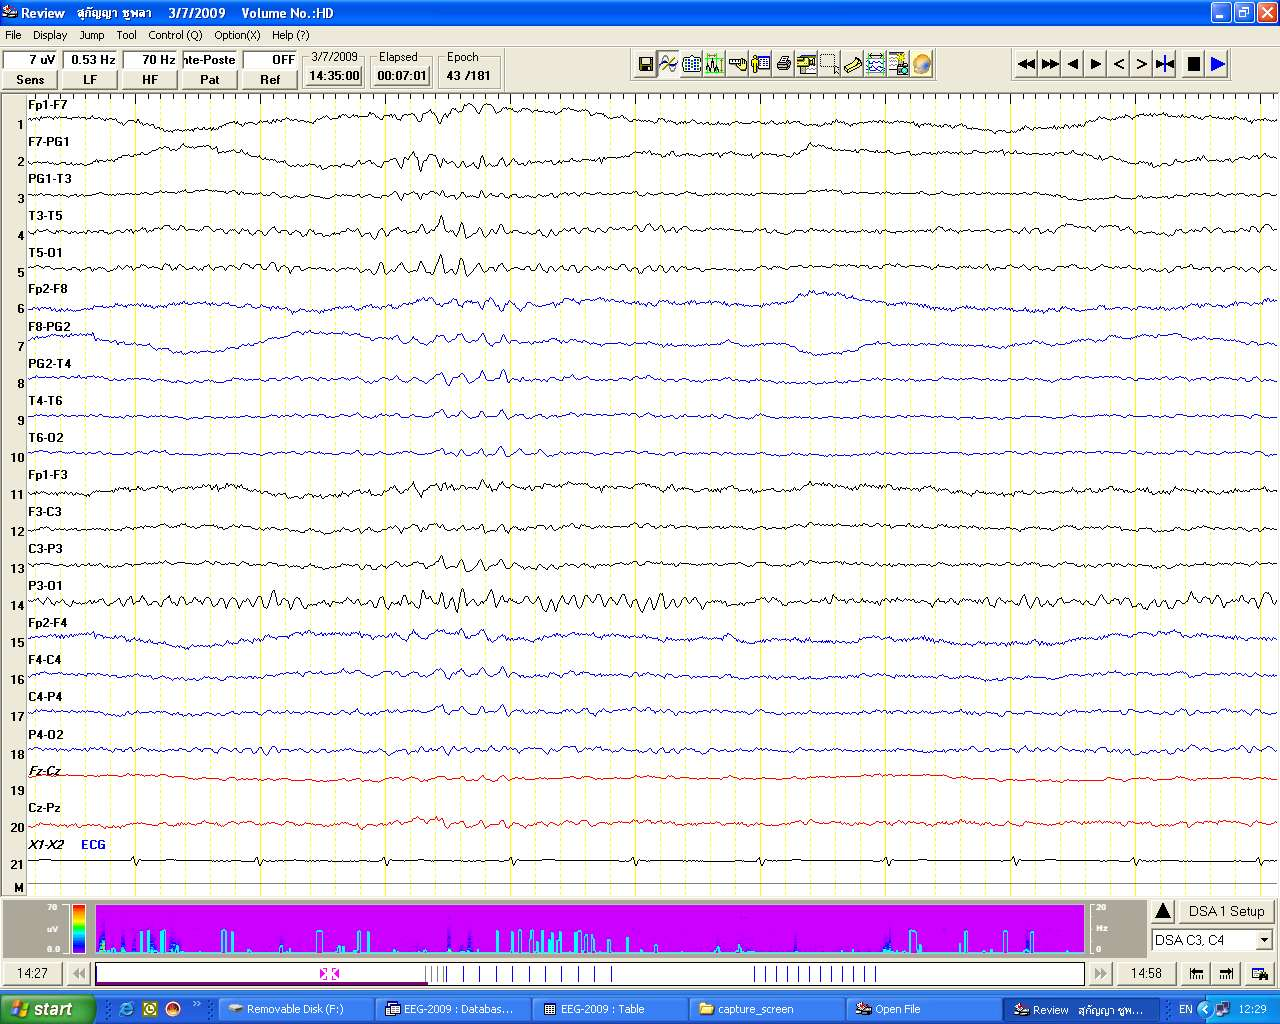 Review สุกัญญา ชูพลา 3/7/2009 Volume No.:HD
File Display Jump Tool Control (Q) Option(X) Help (?)
7 uV 0.53 Hz 70 Hz nte-Poste OFF 3/7/2009 Elapsed Epoch
Sens LF HF Pat Ref 14:35:00 00:07:01 43 /181
Fp1-F7
1
F7-PG1
2
PG1-T3
3
T3-T5
4
T5-O1
5
Fp2-F8
6
F8-PG2
7
PG2-T4
8
T4-T6
9
T6-O2
10
Fp1-F3
11
F3-C3
12
C3-P3
13
P3-O1
14
Fp2-F4
15
F4-C4
16
C4-P4
17
P4-O2
18
Fz-Cz
19
Cz-Pz
20
X1-X2 ECG
21
M
70 20 DSA 1 Setup
uV Hz
0.0 0 DSA C3, C4
14:27 14:58
start Removable Disk (F:) EEG-2009 : Databas... EEG-2009 : Table capture_screen Open File Review สุกัญญา ชูพ... EN 12:29